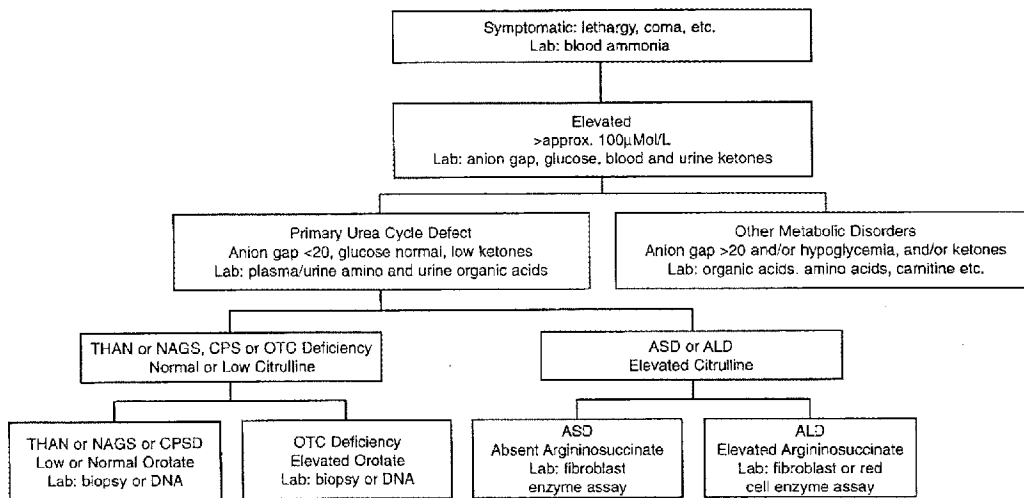 Symptomatic: lethargy, coma, etc.
Lab: blood ammonia
Elevated
>approx. 100μMol/L
Lab: anion gap, glucose, blood and urine ketones
Primary Urea Cycle Defect
Anion gap <20, glucose normal, low ketones
Lab: plasma/urine amino and urine organic acids
Other Metabolic Disorders
Anion gap >20 and/or hypoglycemia, and/or ketones
Lab: organic acids. amino acids, carnitine etc.
THAN or NAGS, CPS or OTC Deficiency
Normal or Low Citrulline
ASD or ALD
Elevated Citrulline
THAN or NAGS or CPSD
Low or Normal Orotate
Lab: biopsy or DNA
OTC Deficiency
Elevated Orotate
Lab: biopsy or DNA
ASD
Absent Argininosuccinate
Lab: fibroblast
enzyme assay
ALD
Elevated Argininosuccinate
Lab: fibroblast or red
cell enzyme assay